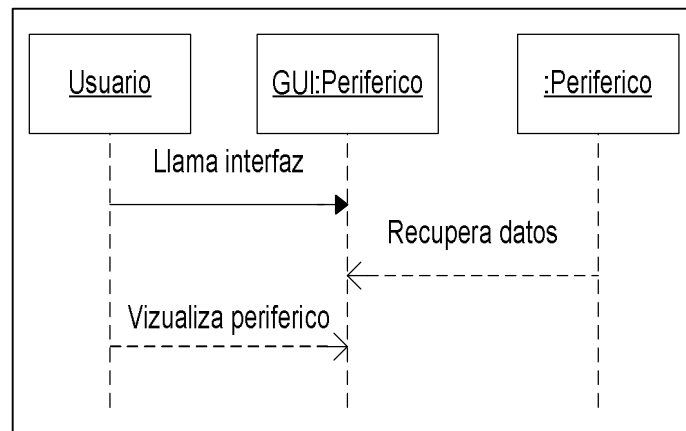 Usuario
GUI:Periferico
:Periferico
Llama interfaz
Recupera datos
Vizualiza periferico